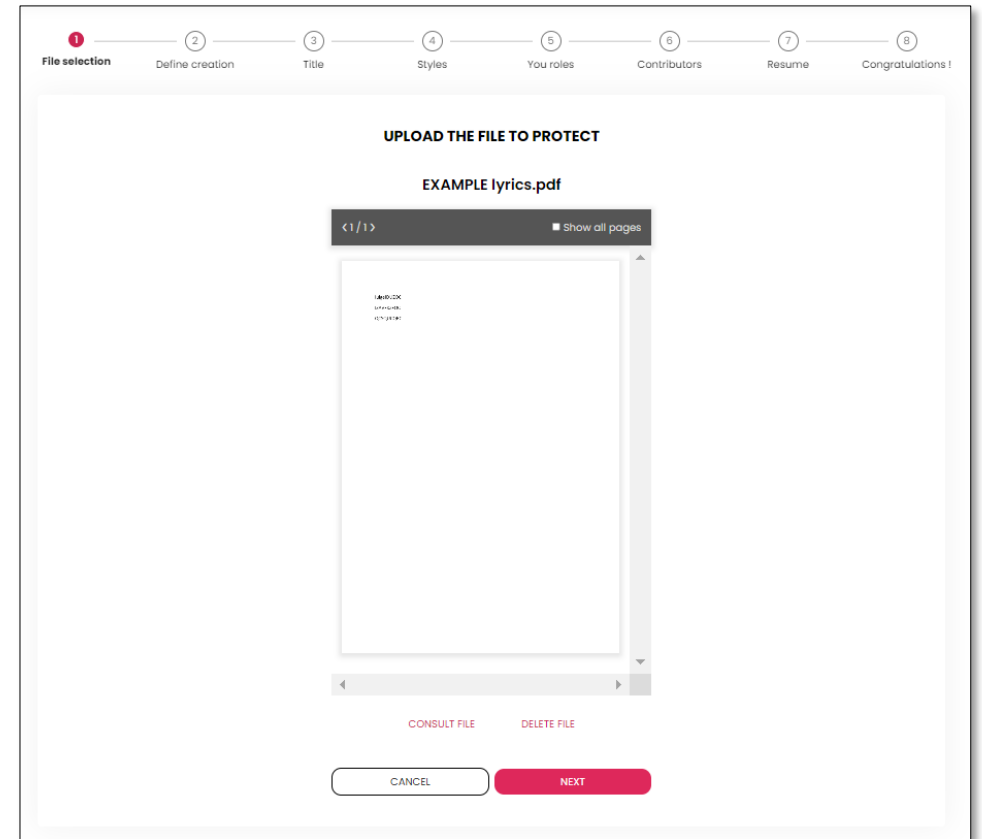 1 2 3 4 5 6 7 8
File selection Define creation Title Styles You roles Contributors Resume Congratulations !
UPLOAD THE FILE TO PROTECT
EXAMPLE lyrics.pdf
<1/1> Show all pages
CONSULT FILE DELETE FILE
CANCEL NEXT